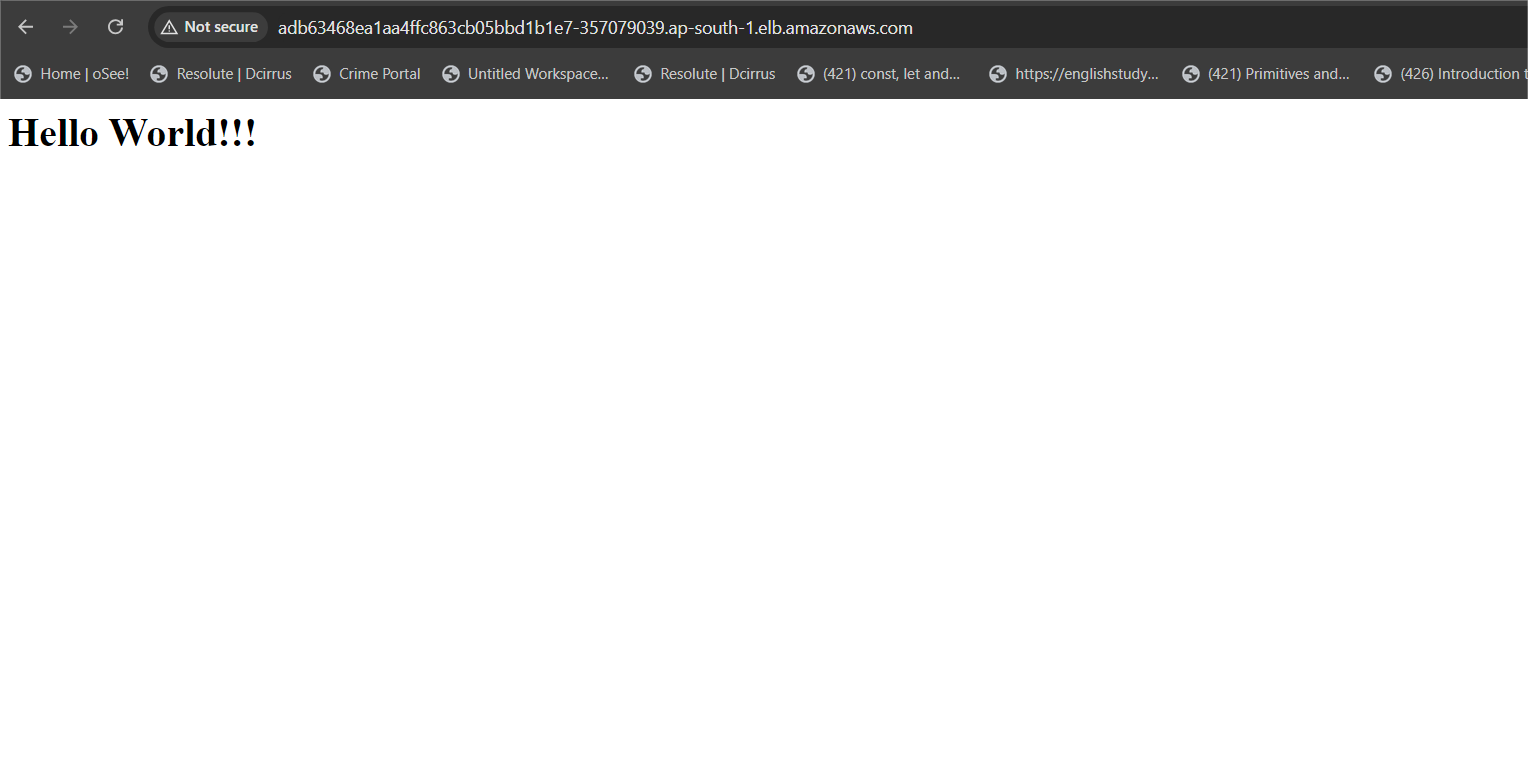 Not secure adb63468ea1aa4ffc863cb05bbd1b1e7-357079039.ap-south-1.elb.amazonaws.com
Home | oSee! Resolute | Dcirrus Crime Portal Untitled Workspace... Resolute | Dcirrus (421) const, let and... https://englishstudy... (421) Primitives and... (426) Introduction t
Hello World!!!